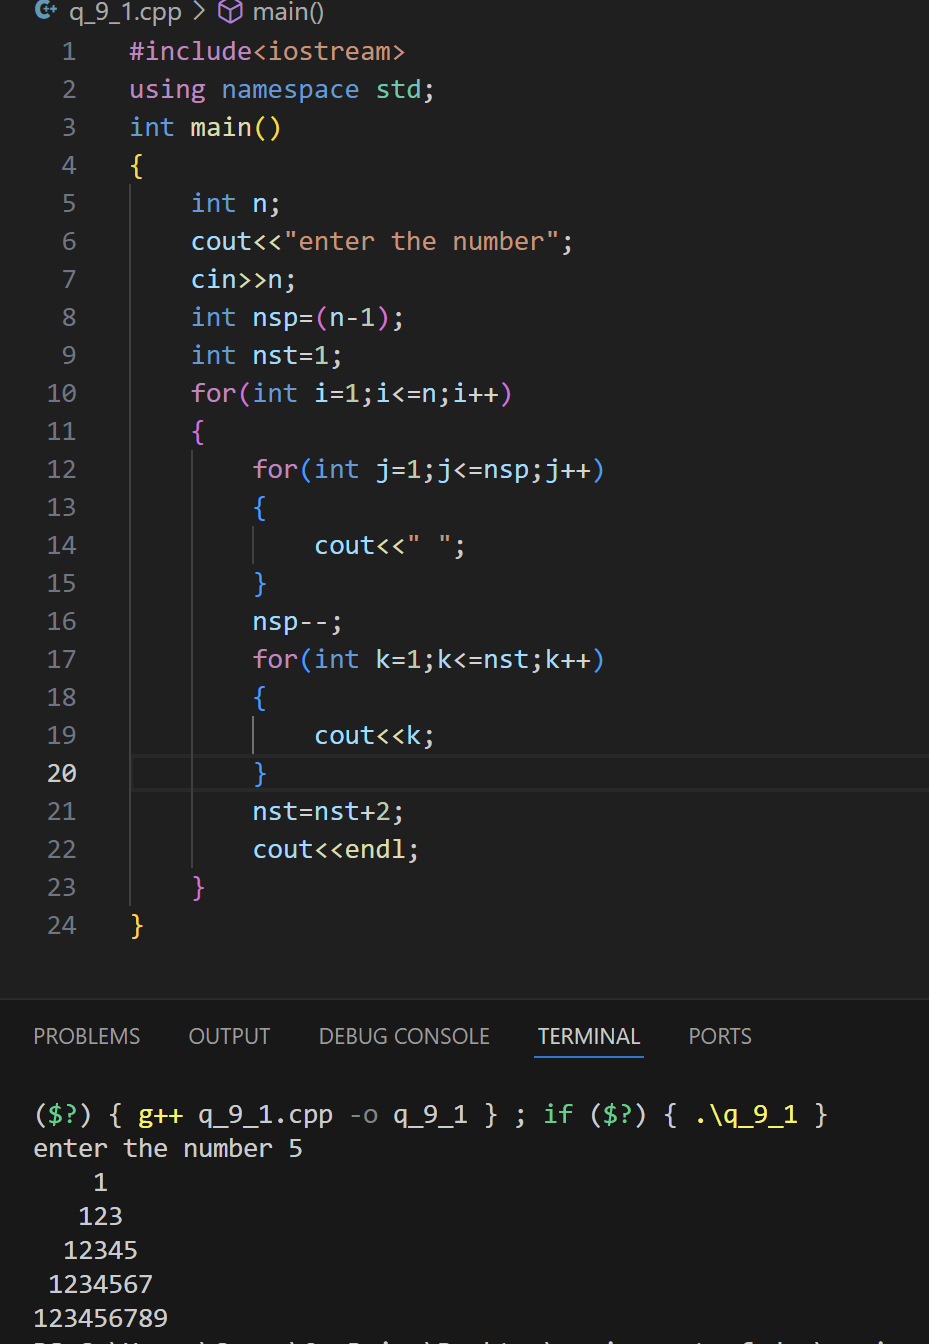 q_9_1.cpp > main()
1 #include<iostream>
2 using namespace std;
3 int main()
4 {
5     int n;
6     cout<<"enter the number";
7     cin>>n;
8     int nsp=(n-1);
9     int nst=1;
10     for(int i=1;i<=n;i++)
11     {
12         for(int j=1;j<=nsp;j++)
13         {
14             cout<<" ";
15         }
16         nsp--;
17         for(int k=1;k<=nst;k++)
18         {
19             cout<<k;
20         }
21         nst=nst+2;
22         cout<<endl;
23     }
24 }
PROBLEMS OUTPUT DEBUG CONSOLE TERMINAL PORTS
($?) { g++ q_9_1.cpp -o q_9_1 } ; if ($?) { .\q_9_1 }
enter the number 5
    1
   123
  12345
 1234567
123456789